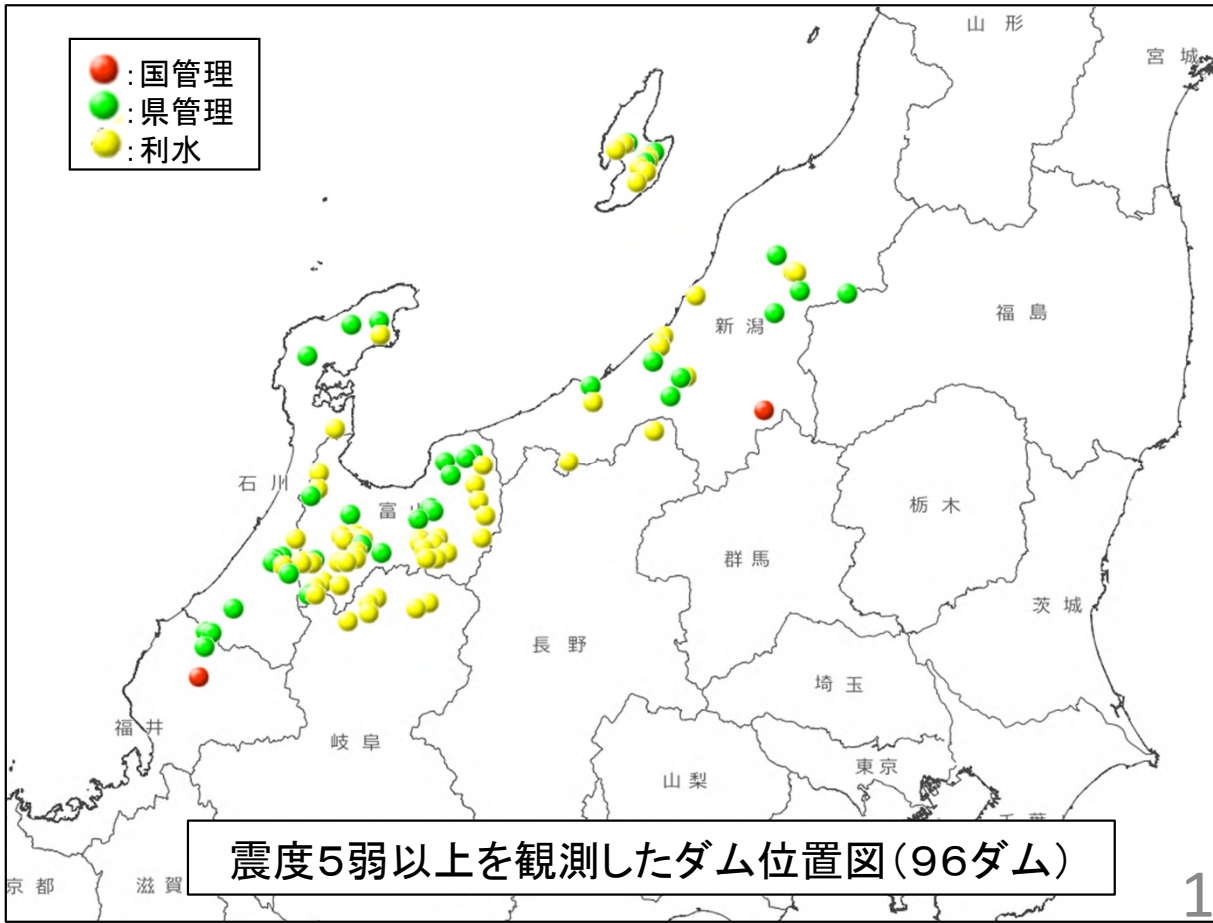 山形
宮城
：国管理
：県管理
：利水
新潟
福島
石川
富山
栃木
群馬
茨城
長野
埼玉
福井
岐阜
東京
山梨
千葉
震度5弱以上を観測したダム位置図（96ダム）
京都
滋賀
1